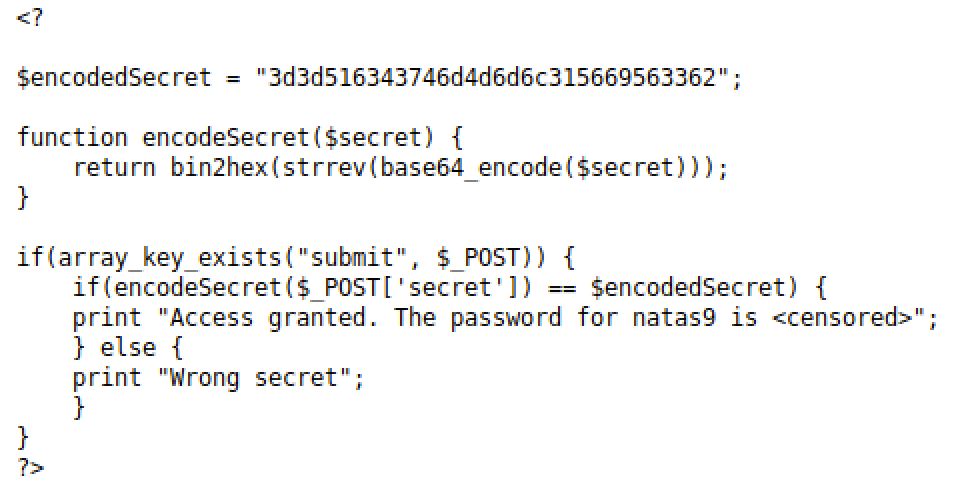 <?
$encodedSecret = "3d3d516343746d4d6d6c315669563362";
function encodeSecret($secret) {
    return bin2hex(strrev(base64_encode($secret)));
}
if(array_key_exists("submit", $_POST)) {
    if(encodeSecret($_POST['secret']) == $encodedSecret) {
    print "Access granted. The password for natas9 is <censored>";
    } else {
    print "Wrong secret";
    }
}
?>